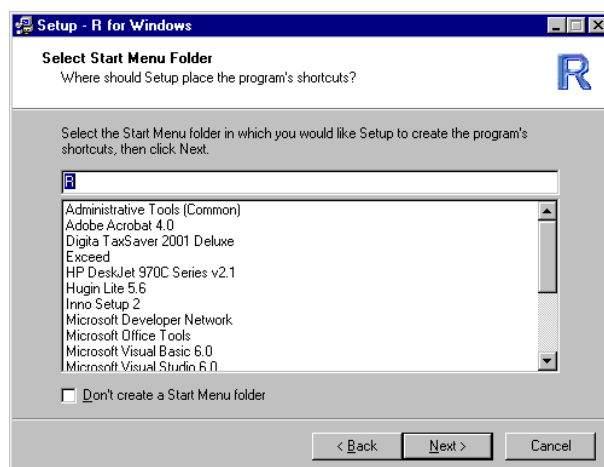 Setup - R for Windows
Select Start Menu Folder
Where should Setup place the program's shortcuts?
R
Select the Start Menu folder in which you would like Setup to create the program's
shortcuts, then click Next.
R
Administrative Tools (Common)
Adobe Acrobat 4.0
Digita TaxSaver 2001 Deluxe
Exceed
HP DeskJet 970C Series v2.1
Hugin Lite 5.6
Inno Setup 2
Microsoft Developer Network
Microsoft Office Tools
Microsoft Visual Basic 6.0
Microsoft Visual Studio 6.0
Don't create a Start Menu folder
< Back
Next >
Cancel